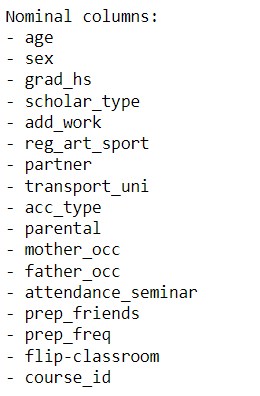 Nominal columns:
- age
- sex
- grad_hs
- scholar_type
- add_work
- reg_art_sport
- partner
- transport_uni
- acc_type
- parental
- mother_occ
- father_occ
- attendance_seminar
- prep_friends
- prep_freq
- flip-classroom
- course_id